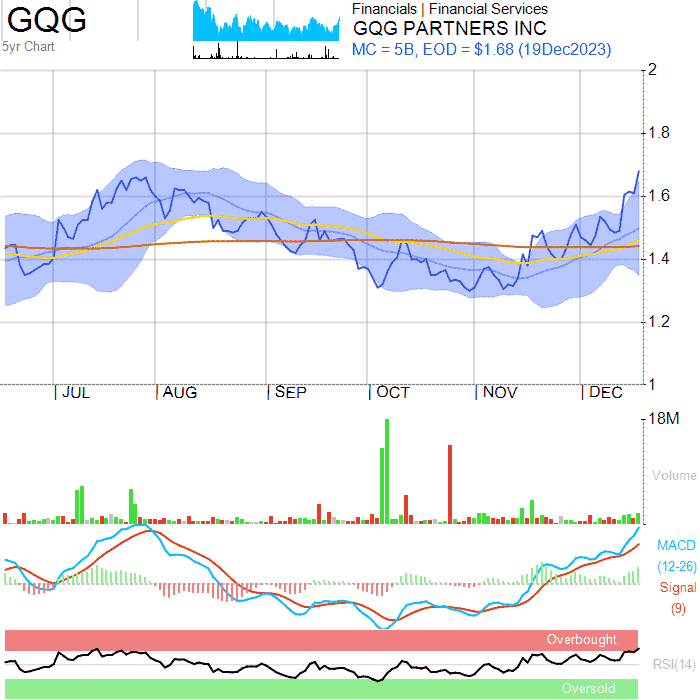 GQG
5yr Chart
Financials | Financial Services
GQG PARTNERS INC
MC = 5B, EOD = $1.68 (19Dec2023)
2
1.8
1.6
1.4
1.2
1
JUL AUG SEP OCT NOV DEC
18M
Volume
MACD
(12-26)
Signal
(9)
Overbought
RSI(14)
Oversold